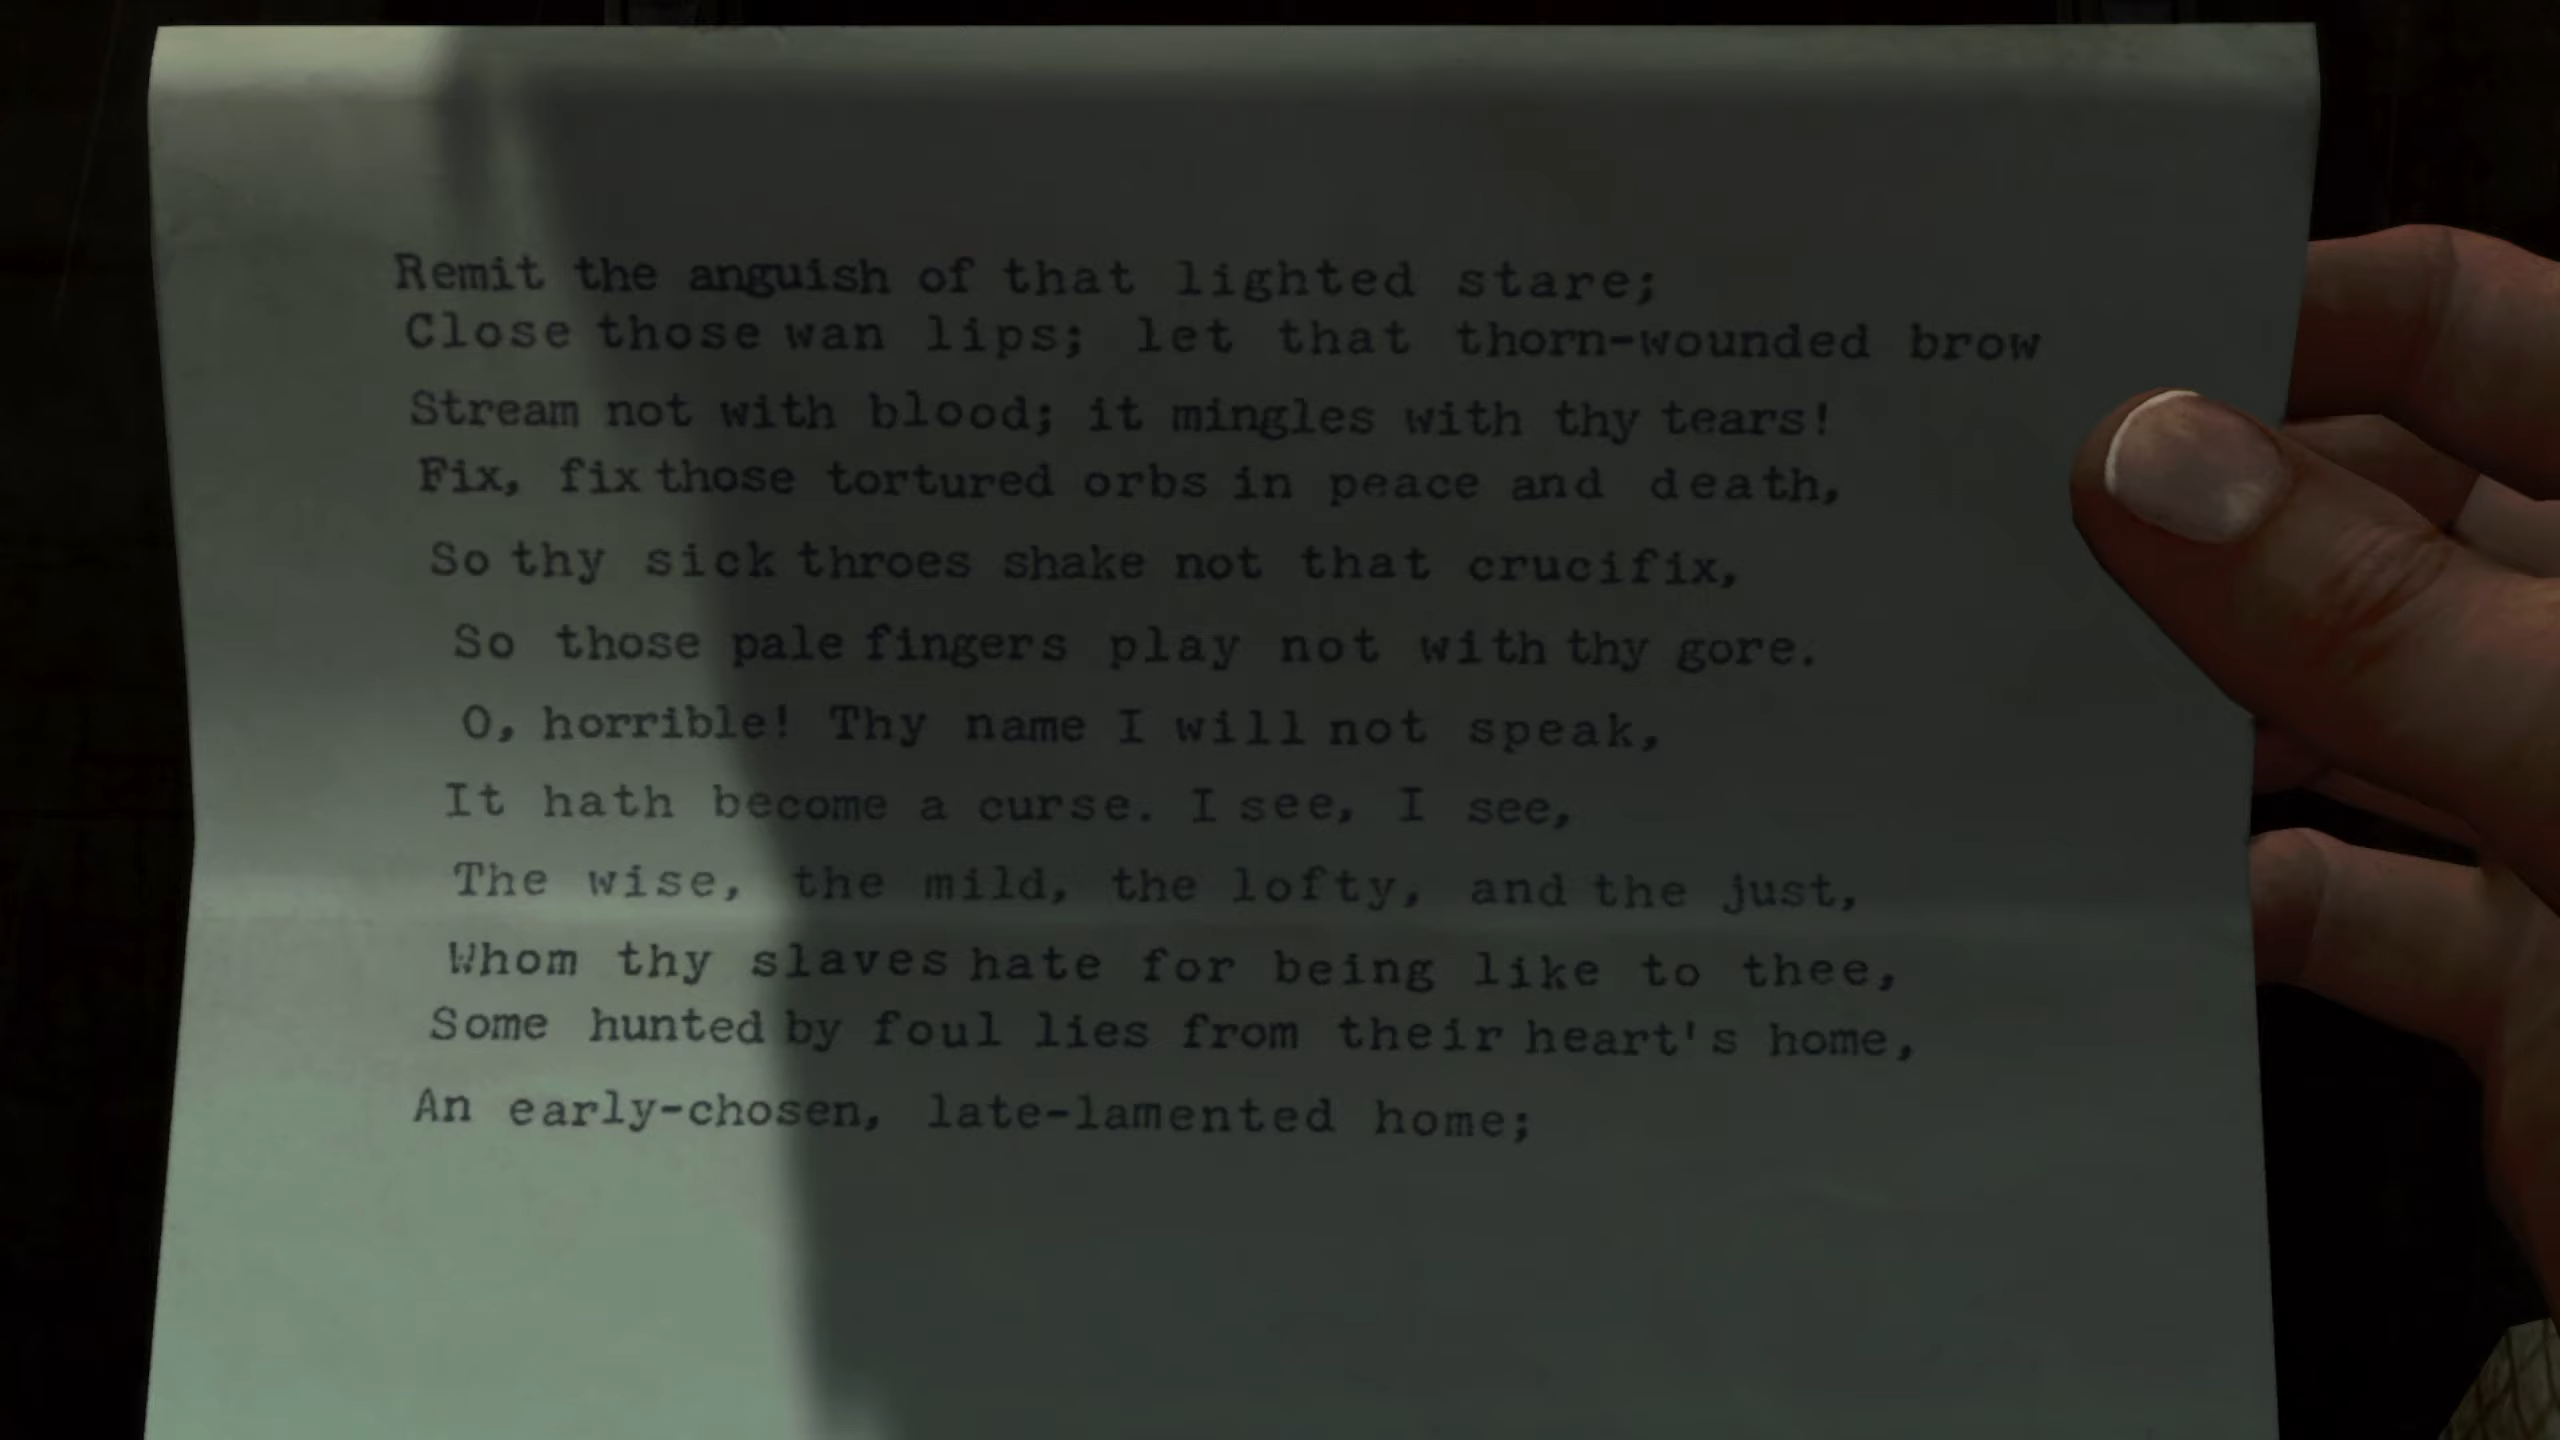 Remit the anguish of that lighted stare;
Close those wan lips; let that thorn-wounded brow
Stream not with blood; it mingles with thy tears!
Fix, fix those tortured orbs in peace and death,
So thy sick throes shake not that crucifix,
So those pale fingers play not with thy gore.
O, horrible! Thy name I will not speak,
It hath become a curse. I see, I see,
The wise, the mild, the lofty, and the just,
Whom thy slaves hate for being like to thee,
Some hunted by foul lies from their heart's home,
An early-chosen, late-lamented home;